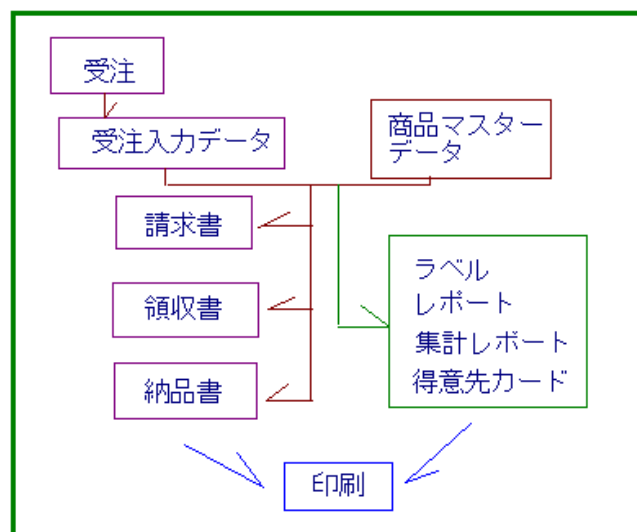 受注
受注入力データ
商品マスター
データ
請求書
領収書
納品書
ラベル
レポート
集計レポート
得意先カード
印刷